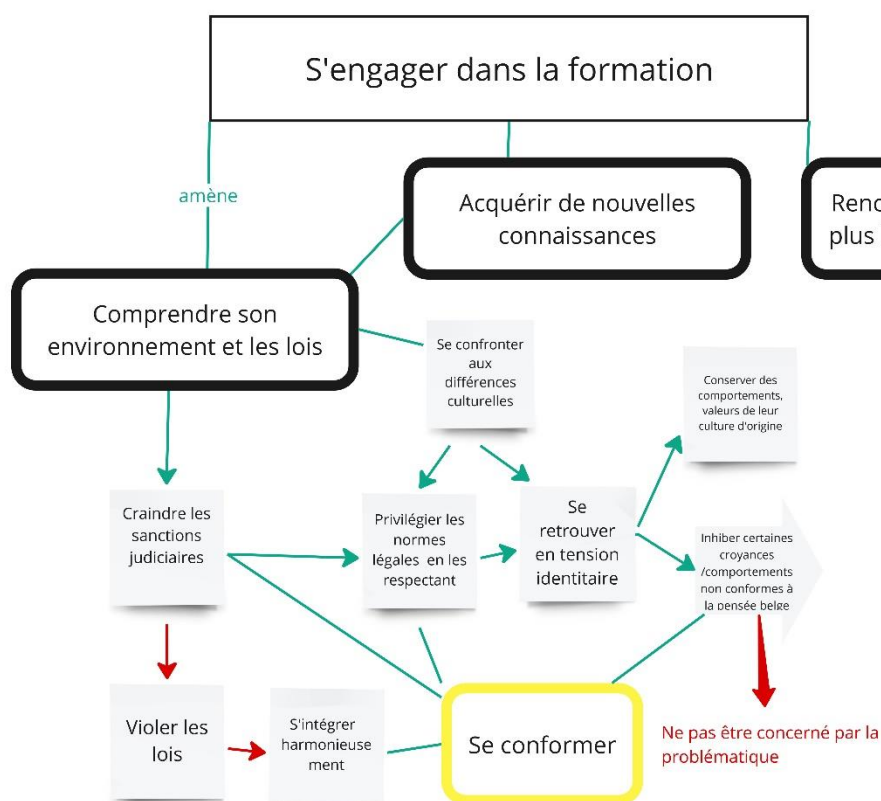 S'engager dans la formation
amène
Acquérir de nouvelles
connaissances
plus
Comprendre son
environnement et les lois
Se confronter
aux
différences
culturelles
Conserver des
comportements,
valeurs de leur
culture d'origine
Craindre les
sanctions
judiciaires
Privilégier les
normes
légales en les
respectant
Se
retrouver
en tension
identitaire
Inhiber certaines
croyances
/comportements
non conformes à
la pensée belge
Violer les
lois
S'intégrer
harmonieuse
ment
Se conformer
Ne pas être concerné par la
problématique